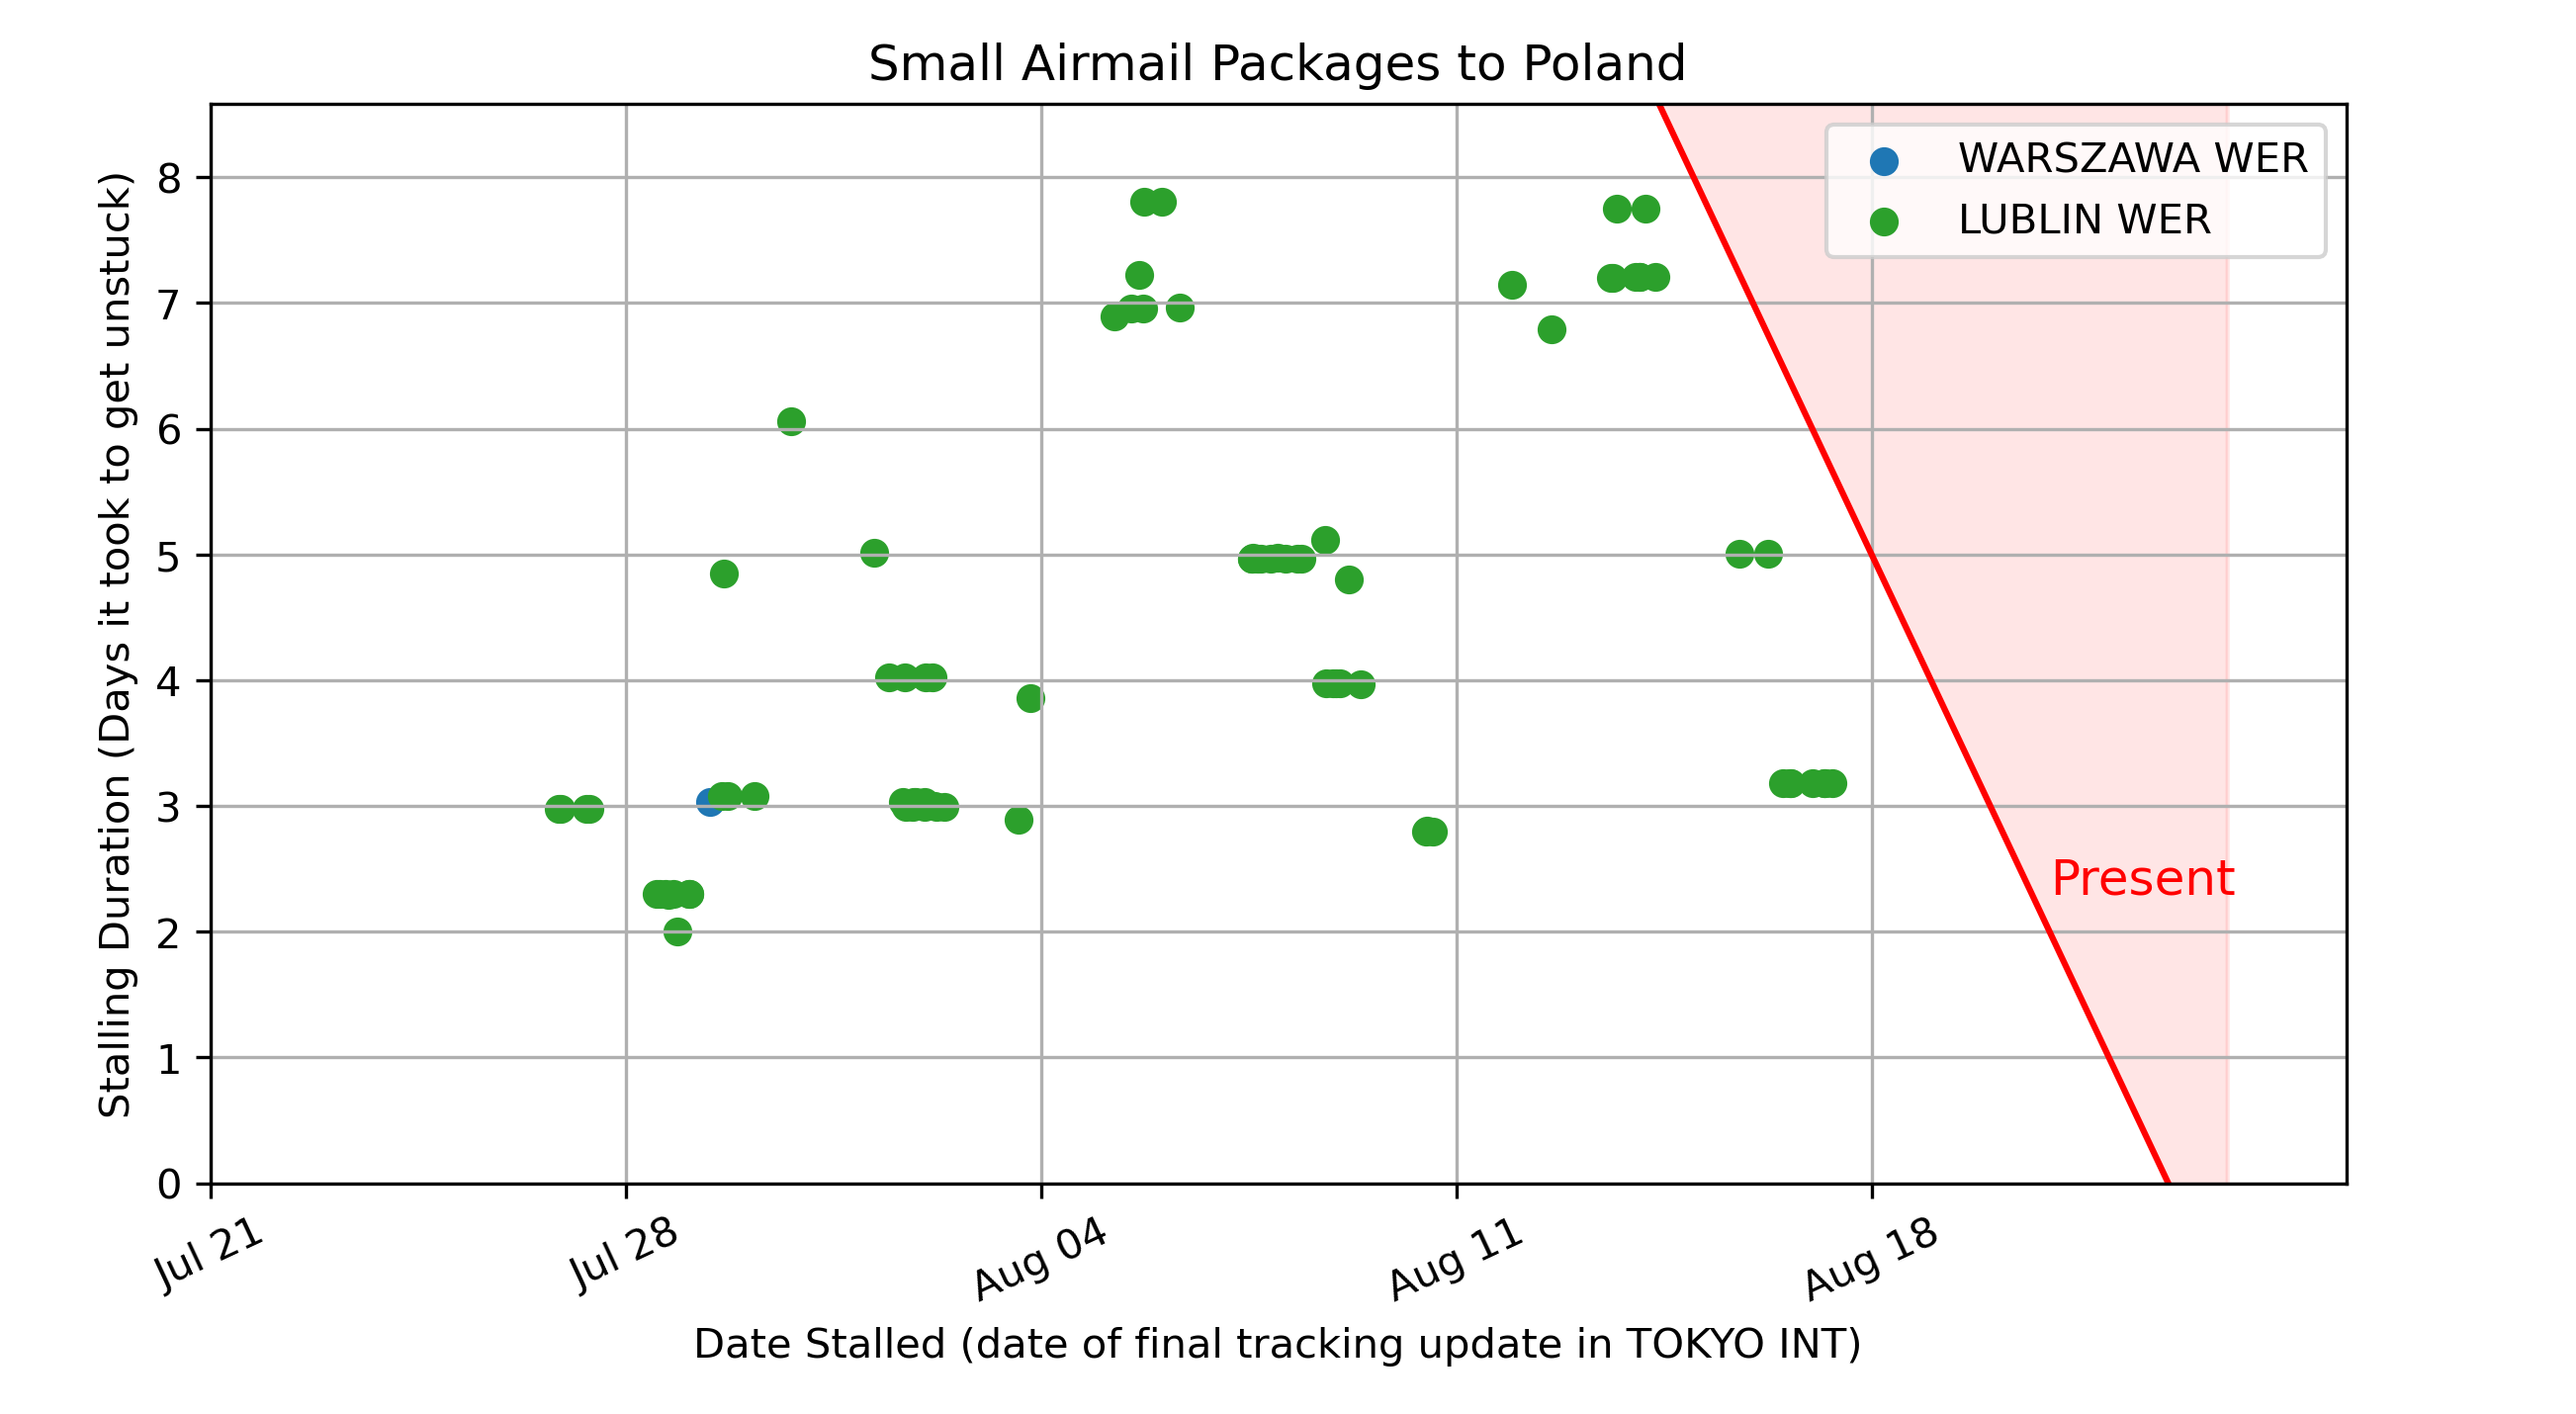 Small Airmail Packages to Poland
Stalling Duration (Days it took to get unstuck)
8
7
6
5
4
3
2
1
0
WARSZAWA WER
LUBLIN WER
Present
Jul 21
Jul 28
Aug 04
Aug 11
Aug 18
Date Stalled (date of final tracking update in TOKYO INT)